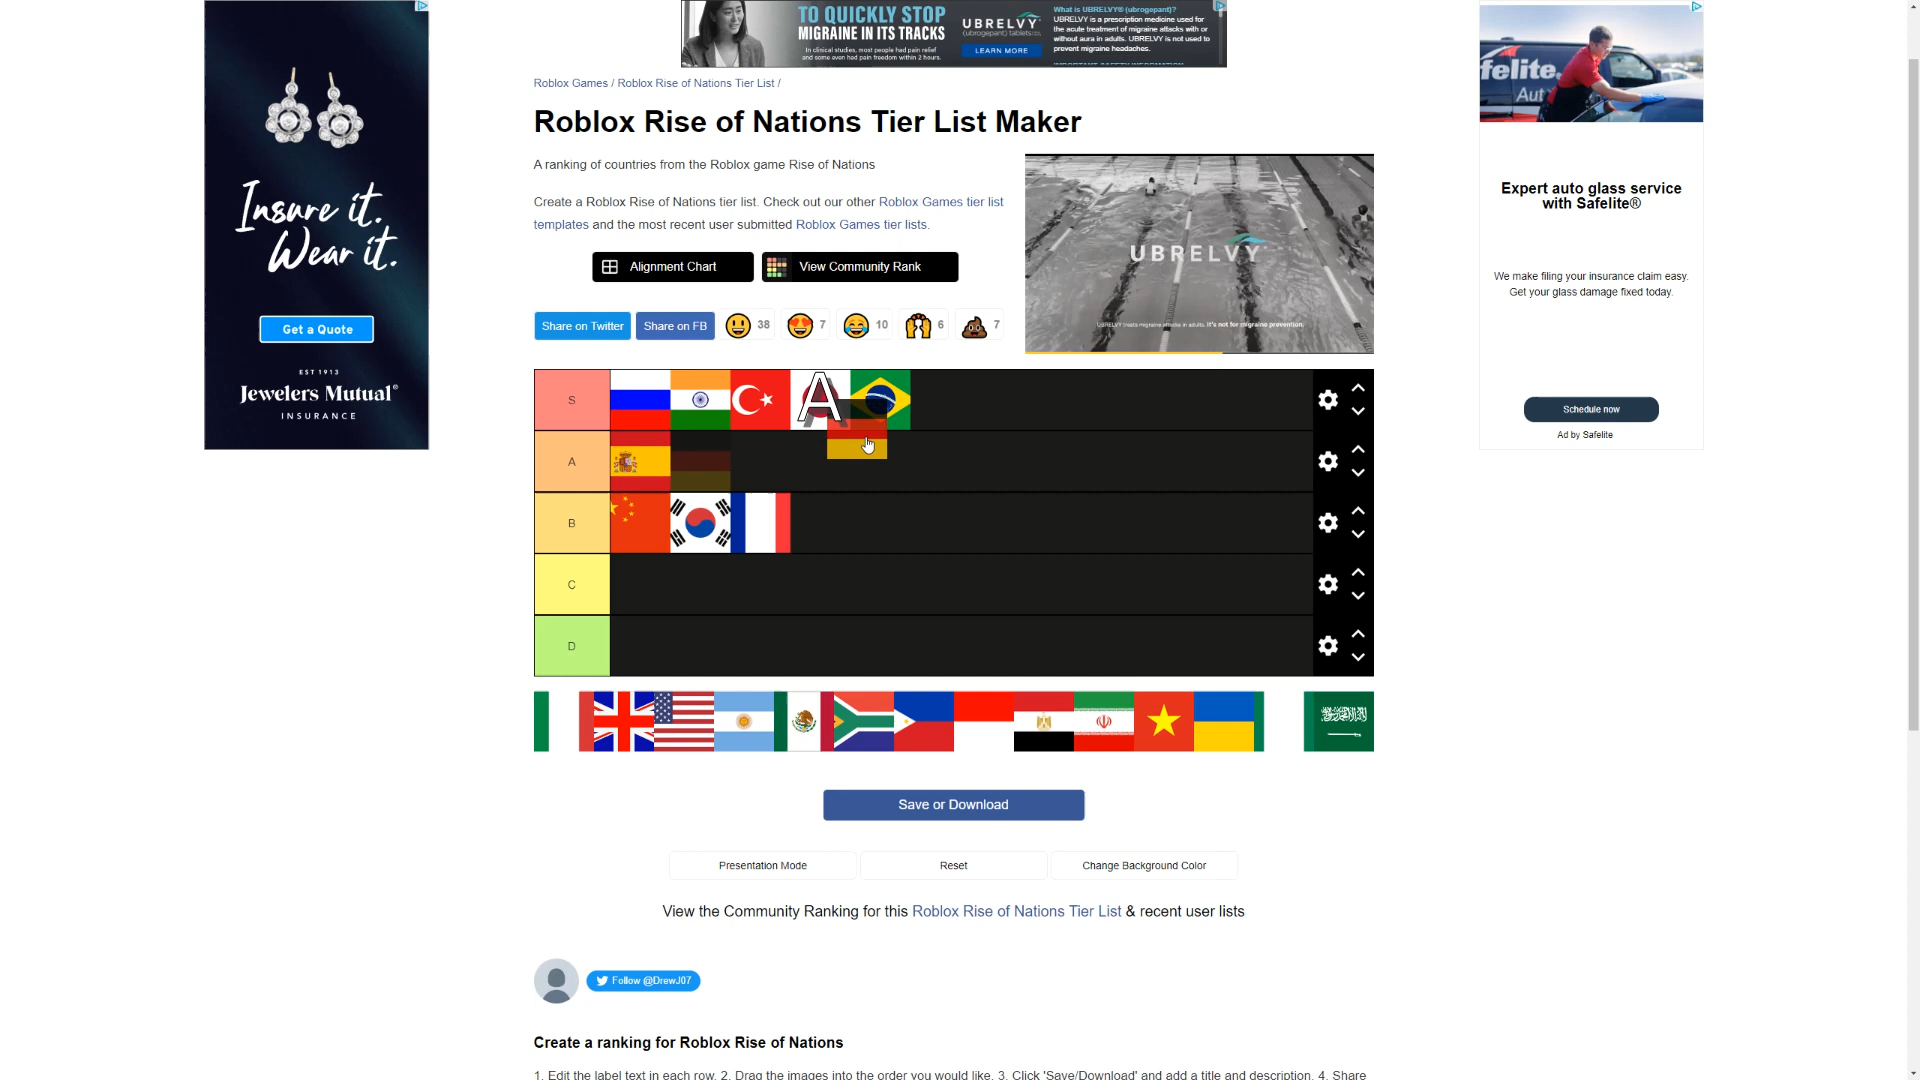 TO QUICKLY STOP
MIGRAINE IN ITS TRACKS
In clinical studies, most people had pain relief
and some even had pain freedom within 2 hours.
UBRELVY
(ubrogepant) tablets
LEARN MORE
What is UBRELVY® (ubrogepant)?
UBRELVY is a prescription medicine used for
the acute treatment of migraine attacks with or
without aura in adults. UBRELVY is not used to
prevent migraine headaches.
IMPORTANT SAFETY INFORMATION
Insure it.
Wear it.
Get a Quote
EST 1913
Jewelers Mutual®
INSURANCE
Roblox Games / Roblox Rise of Nations Tier List /
Roblox Rise of Nations Tier List Maker
A ranking of countries from the Roblox game Rise of Nations
Create a Roblox Rise of Nations tier list. Check out our other Roblox Games tier list
templates and the most recent user submitted Roblox Games tier lists.
Alignment Chart
View Community Rank
Share on Twitter
Share on FB
38
7
10
6
7
UBRELVY
UBRELVY treats migraine attacks in adults. It's not for migraine prevention.
felite.
Aut
Expert auto glass service
with Safelite®
We make filing your insurance claim easy.
Get your glass damage fixed today.
Schedule now
Ad by Safelite
S
A
A
B
C
D
Save or Download
Presentation Mode
Reset
Change Background Color
View the Community Ranking for this Roblox Rise of Nations Tier List & recent user lists
Follow @DrewJ07
Create a ranking for Roblox Rise of Nations
1. Edit the label text in each row. 2. Drag the images into the order you would like. 3. Click 'Save/Download' and add a title and description. 4. Share